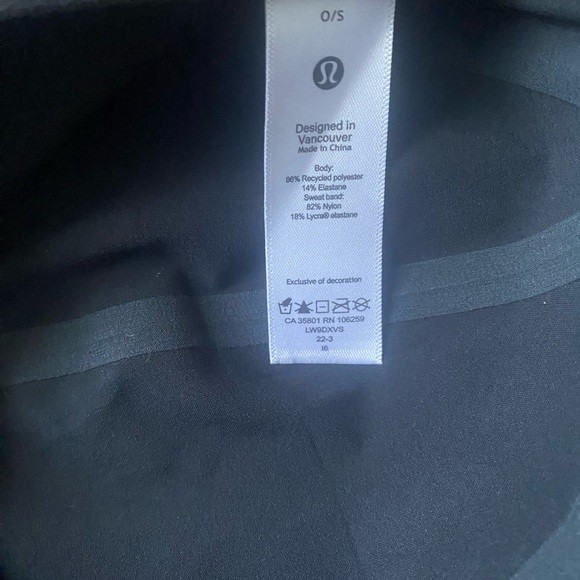 O/S
Designed in
Vancouver
Made in China
Body:
86% Recycled polyester
14% Elastane
Sweat band:
82% Nylon
18% Lycra® elastane
Exclusive of decoration
CA 35801 RN 106259
LW9DXVS
22-3
I6